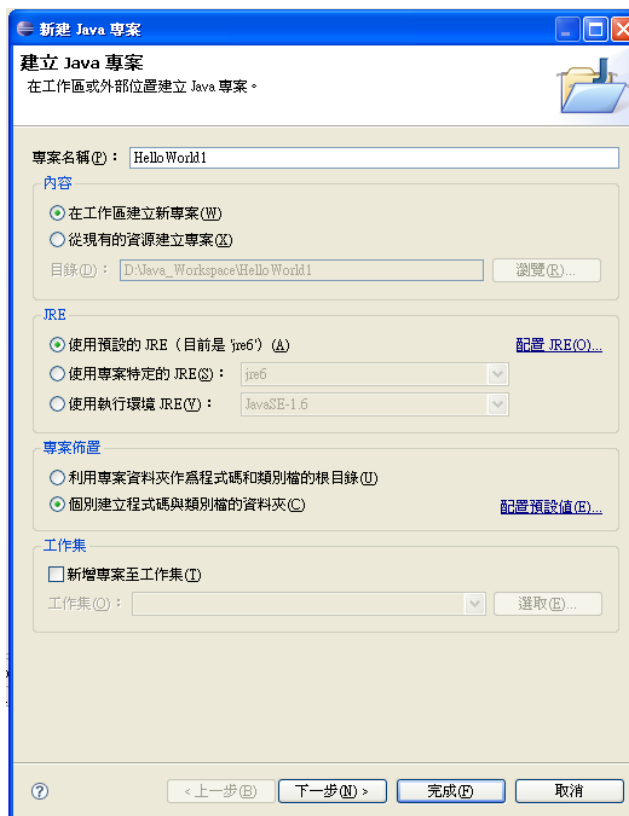 新建 Java 專案
建立 Java 專案
在工作區或外部位置建立 Java 專案。
專案名稱(P)： HelloWorld1
內容
在工作區建立新專案(W)
從現有的資源建立專案(X)
目錄(D)： D:\Java_Workspace\HelloWorld1 瀏覽(R)...
JRE
使用預設的 JRE（目前是 'jre6'）(A) 配置 JRE(O)...
使用專案特定的 JRE(S)： jre6
使用執行環境 JRE(V)： JavaSE-1.6
專案佈置
利用專案資料夾作為程式碼和類別檔的根目錄(U)
個別建立程式碼與類別檔的資料夾(C) 配置預設值(E)...
工作集
新增專案至工作集(T)
工作集(O)： 選取(E)...
<上一步(B) 下一步(N) > 完成(F) 取消